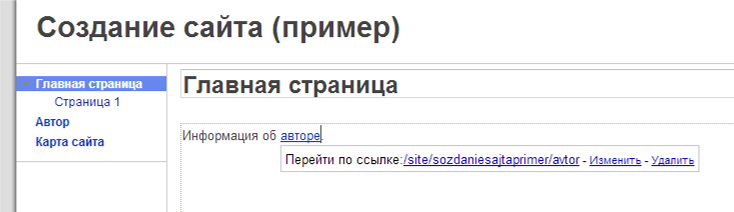 Создание сайта (пример)
Главная страница
Страница 1
Автор
Карта сайта
Главная страница
Информация об авторе.
Перейти по ссылке:/site/sozdaniesajtaprimer/avtor - Изменить - Удалить